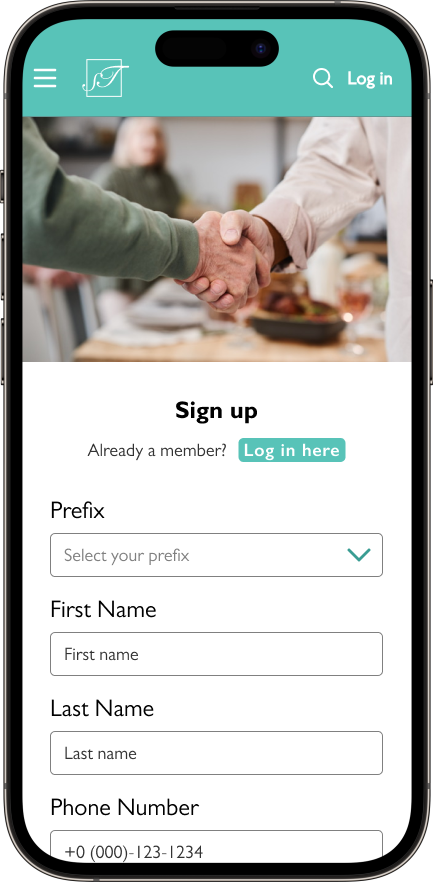 sT
Log in
Sign up
Already a member? Log in here
Prefix
Select your prefix
First Name
First name
Last Name
Last name
Phone Number
+0 (000)-123-1234